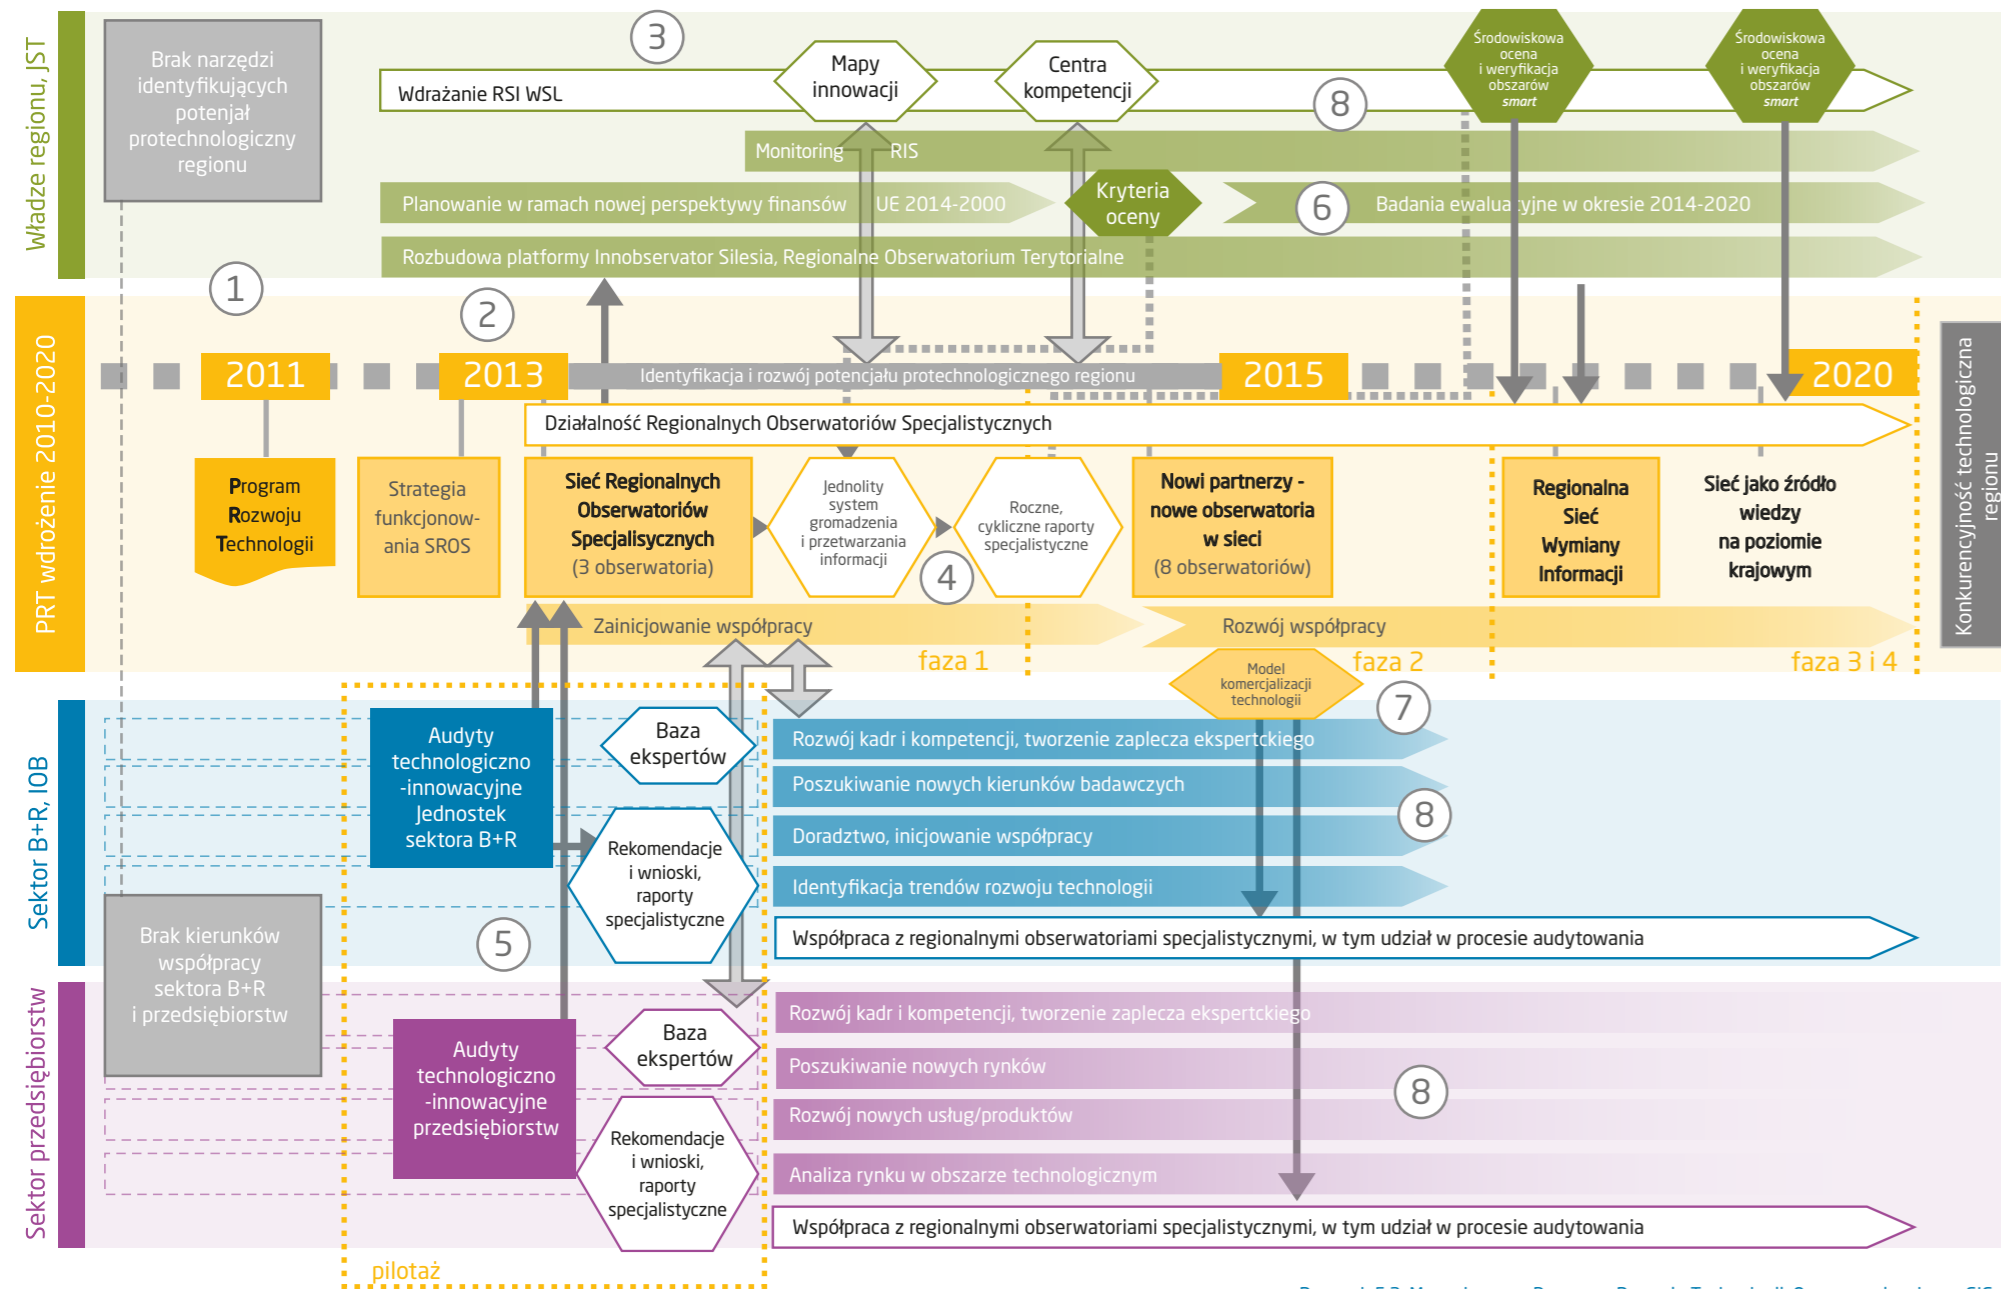 Władze regionu, JST
Brak narzędzi
identyfikujących
potenjał
protechnologiczny
regionu
3
Wdrażanie RSI WSL
Mapy
innowacji
Centra
kompetencji
8
Środowiskowa
ocena
i weryfikacja
obszarów
smart
Środowiskowa
ocena
i weryfikacja
obszarów
smart
Monitoring RIS
Planowanie w ramach nowej perspektywy finansów UE 2014-2000
Kryteria
oceny
6
Badania ewaluacyjne w okresie 2014-2020
Rozbudowa platformy Innobservator Silesia, Regionalne Obserwatorium Terytorialne
1
2
PRT wdrożenie 2010-2020
2011
2013
Identyfikacja i rozwój potencjału protechnologicznego regionu
2015
2020
Konkurencyjność technologiczna
regionu
Działalność Regionalnych Obserwatoriów Specjalistycznych
Program
Rozwoju
Technologii
Strategia
funkcjonow-
ania SROS
Sieć Regionalnych
Obserwatoriów
Specjalisycznych
(3 obserwatoria)
Jednolity
system
gromadzenia
i przetwarzania
informacji
4
Roczne,
cykliczne raporty
specjalistyczne
Nowi partnerzy -
nowe obserwatoria
w sieci
(8 obserwatoriów)
Regionalna
Sieć
Wymiany
Informacji
Sieć jako źródło
wiedzy
na poziomie
krajowym
Zainicjowanie współpracy
Rozwój współpracy
faza 1
faza 2
faza 3 i 4
Model
komercjalizacji
technologii
7
Sektor B+R, IOB
Audyty
technologiczno
-innowacyjne
Jednostek
sektora B+R
Baza
ekspertów
Rekomendacje
i wnioski,
raporty
specjalistyczne
Rozwój kadr i kompetencji, tworzenie zaplecza ekspertckiego
Poszukiwanie nowych kierunków badawczych
8
Doradztwo, inicjowanie współpracy
Identyfikacja trendów rozwoju technologii
Współpraca z regionalnymi obserwatoriami specjalistycznymi, w tym udział w procesie audytowania
Brak kierunków
współpracy
sektora B+R
i przedsiębiorstw
5
Sektor przedsiębiorstw
Audyty
technologiczno
-innowacyjne
przedsiębiorstw
Baza
ekspertów
Rekomendacje
i wnioski,
raporty
specjalistyczne
Rozwój kadr i kompetencji, tworzenie zaplecza ekspertckiego
Poszukiwanie nowych rynków
8
Rozwój nowych usług/produktów
Analiza rynku w obszarze technologicznym
Współpraca z regionalnymi obserwatoriami specjalistycznymi, w tym udział w procesie audytowania
pilotaż